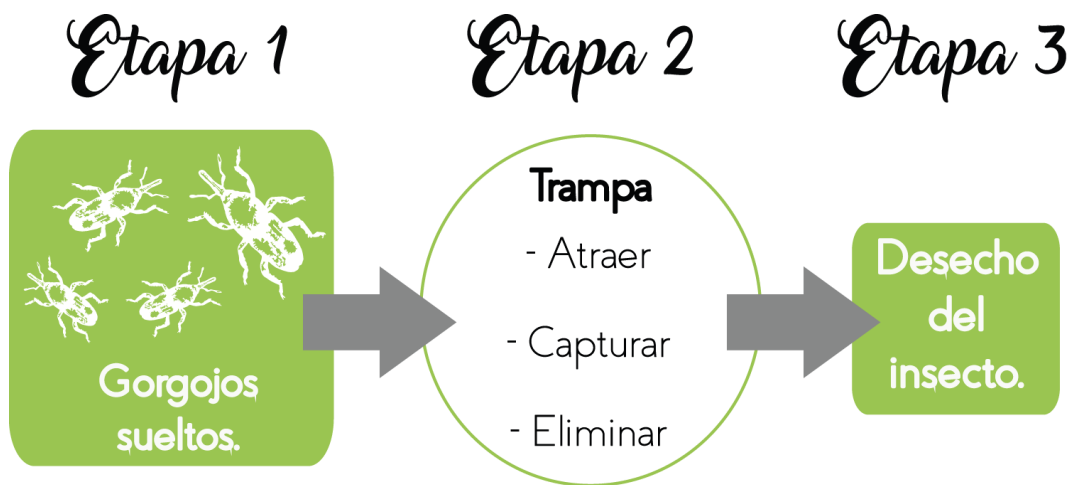 Etapa 1
Etapa 2
Etapa 3
Gorgojos
sueltos.
Trampa
- Atraer
- Capturar
- Eliminar
Desecho
del
insecto.